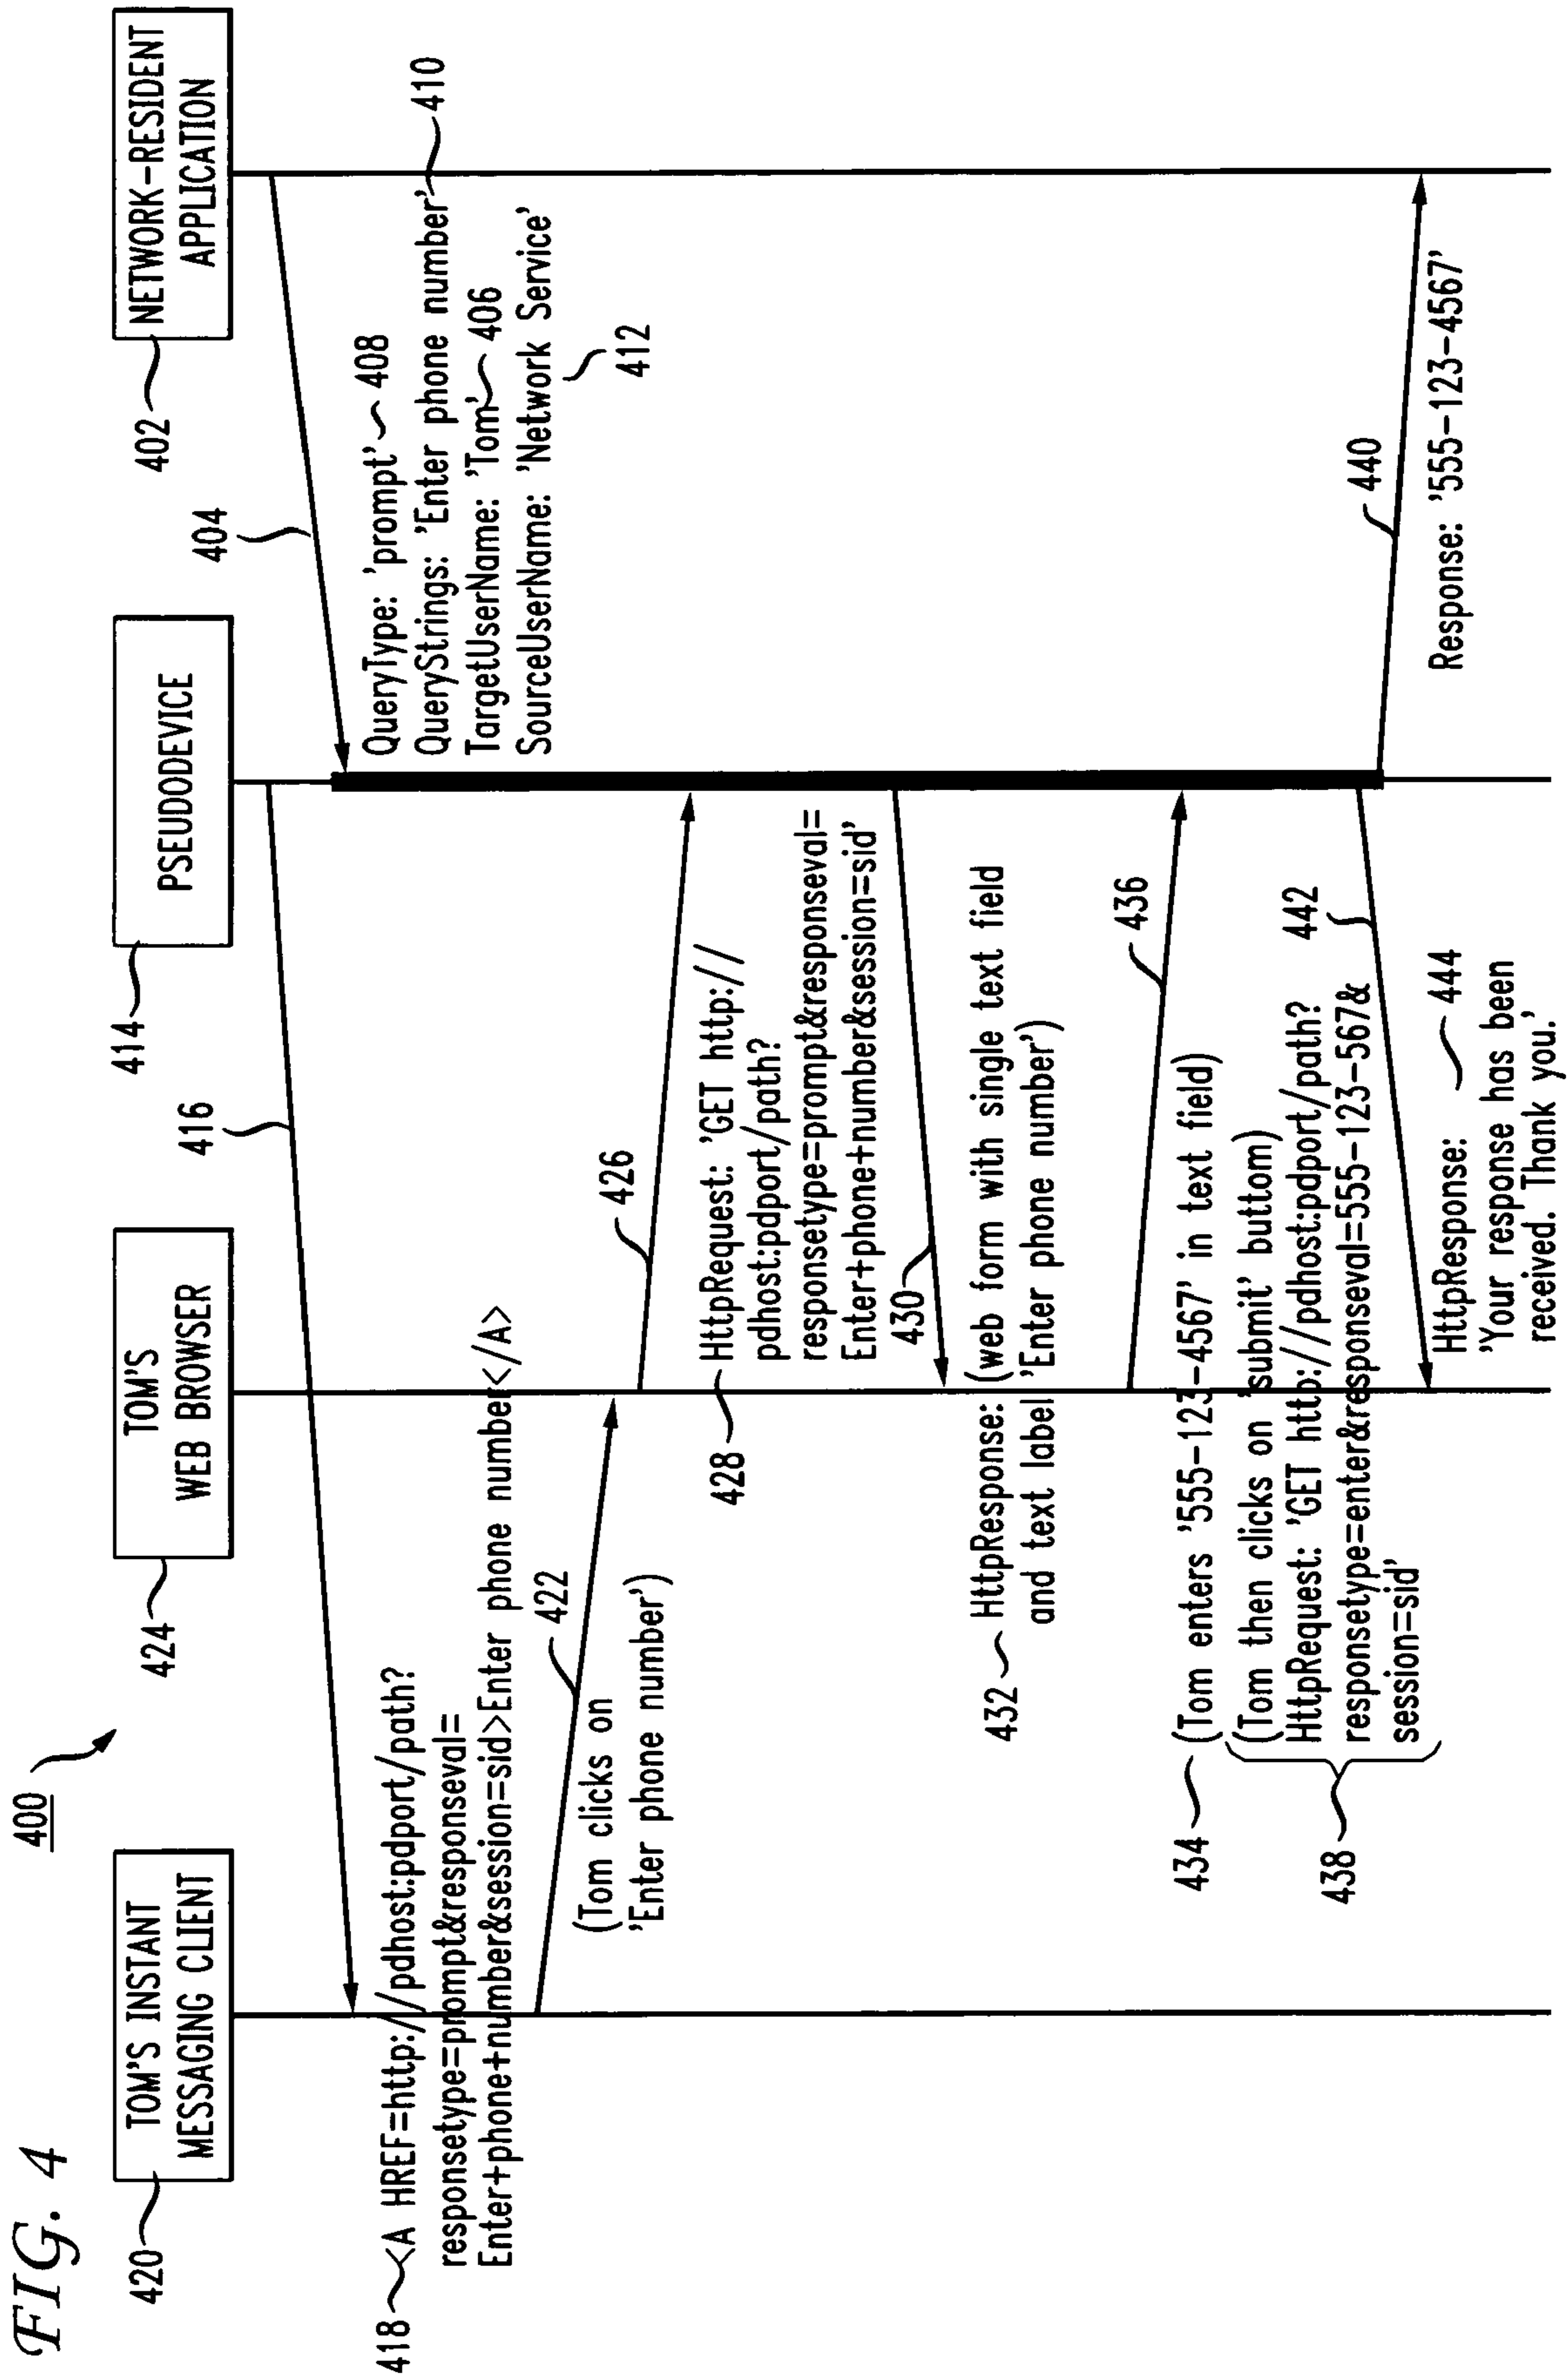 FIG. 4
400
420
TOM'S INSTANT
MESSAGING CLIENT
424
TOM'S
WEB BROWSER
414
PSEUDODEVICE
402
NETWORK-RESIDENT
APPLICATION
416
404
418
<A HREF=http://pdhost:pdport/path?
responsetype=prompt&responseval=
Enter+phone+number&session=sid>Enter phone number</A>
QueryType: 'prompt'
408
QueryStrings: 'Enter phone number'
410
TargetUserName: 'Tom'
406
SourceUserName: 'Network Service'
412
422
(Tom clicks on
'Enter phone number')
426
428
HttpRequest: 'GET http://
pdhost:pdport/path?
responsetype=prompt&responseval=
Enter+phone+number&session=sid'
430
432
HttpResponse: (web form with single text field
and text label 'Enter phone number')
436
434
(Tom enters '555-123-4567' in text field)
438
(Tom then clicks on 'submit' buttom)
HttpRequest: 'GET http://pdhost:pdport/path?
responsetype=enter&responseval=555-123-567&
session=sid'
442
440
444
HttpResponse:
'Your response has been
received. Thank you.'
Response: '555-123-4567'